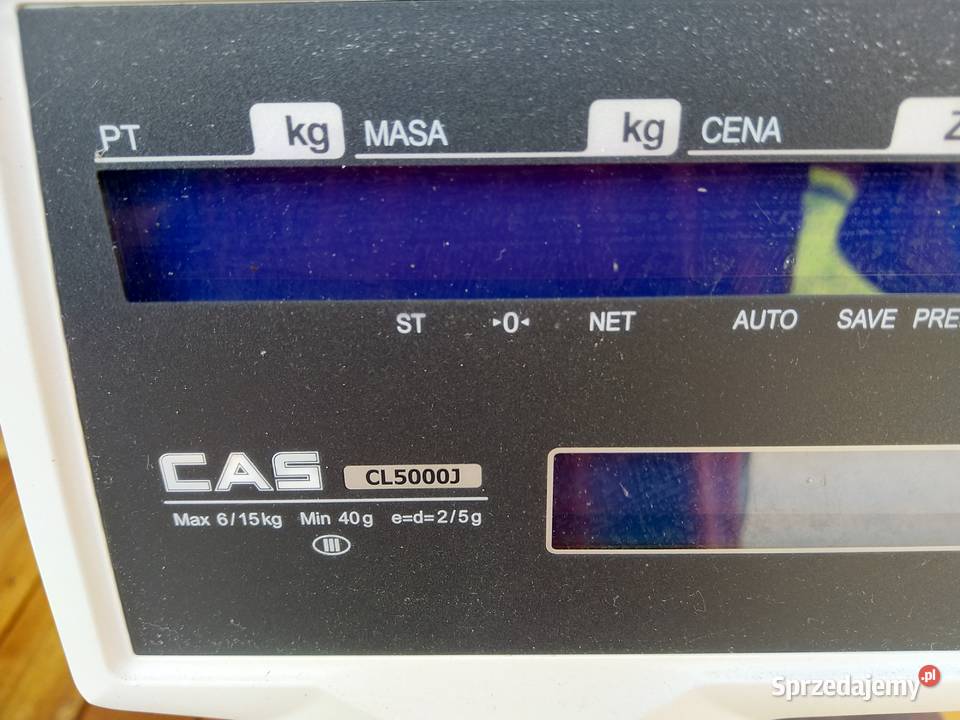 PT kg MASA kg CENA
ST ▸0◂ NET AUTO SAVE PRE
CAS CL5000J
Max 6/15kg Min 40g e=d=2/5g
III
Sprzedajemy.pl